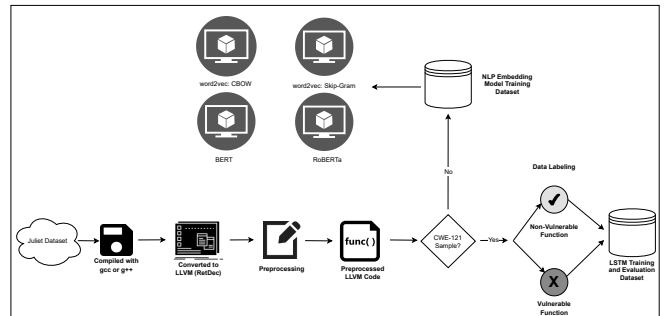 word2vec: CBOW
word2vec: Skip-Gram
BERT
RoBERTa
NLP Embedding
Model Training
Dataset
No
Data Labeling
Juliet Dataset
Compiled with
gcc or g++
Converted to
LLVM (RetDec)
Preprocessing
func()
Preprocessed
LLVM Code
CWE-121
Sample?
Yes
Non-Vulnerable
Function
X
Vulnerable
Function
LSTM Training
and Evaluation
Dataset